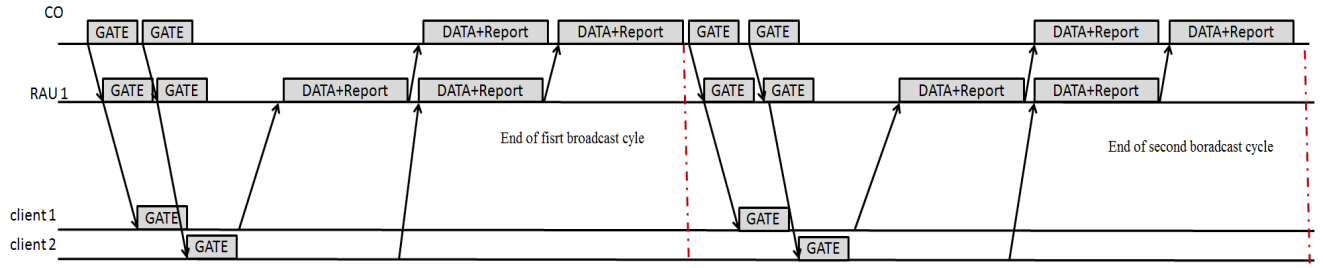 CO
GATE GATE DATA+Report DATA+Report GATE GATE DATA+Report DATA+Report
RAU 1 GATE GATE DATA+Report DATA+Report GATE GATE DATA+Report DATA+Report
End of fisrt broadcast cyle
End of second boradcast cycle
client 1 GATE GATE
client 2 GATE GATE